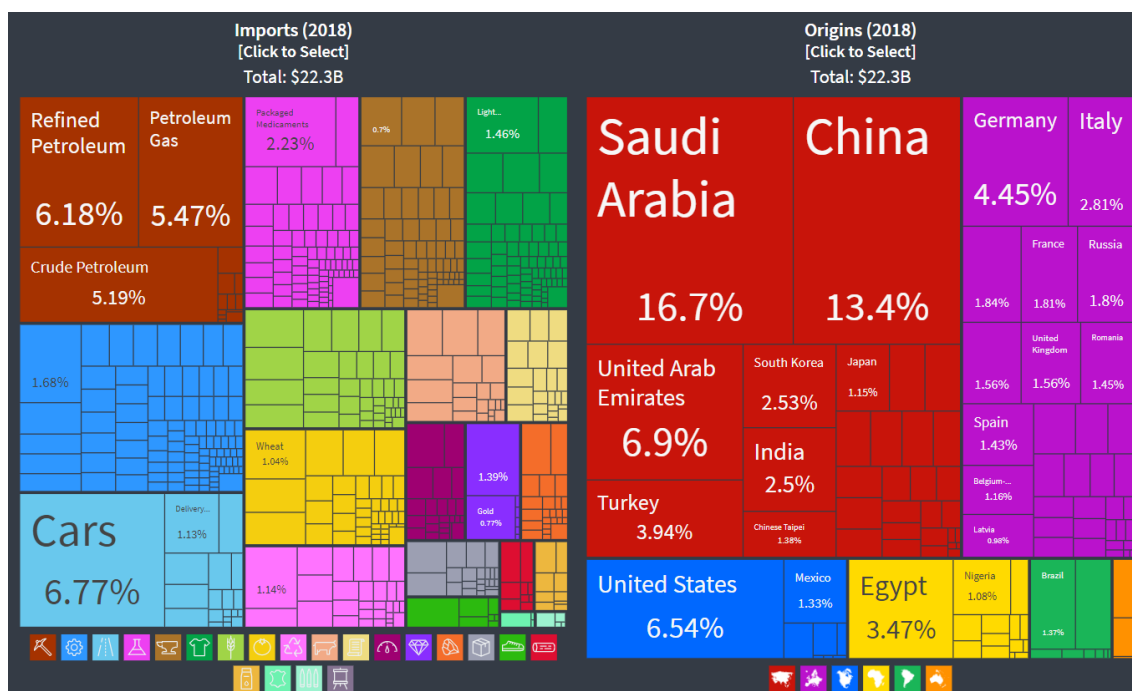 Imports (2018)
[Click to Select]
Total: $22.3B
Refined
Petroleum
6.18%
Petroleum
Gas
5.47%
Crude Petroleum
5.19%
Packaged
Medicaments
2.23%
0.7%
Light...
1.46%
1.68%
Wheat
1.04%
1.39%
Gold
0.77%
Cars
6.77%
Delivery...
1.13%
1.14%
Origins (2018)
[Click to Select]
Total: $22.3B
Saudi
Arabia
16.7%
China
13.4%
United Arab
Emirates
6.9%
Turkey
3.94%
South Korea
2.53%
India
2.5%
Chinese Taipei
1.38%
Japan
1.15%
Germany
4.45%
Italy
2.81%
1.84%
France
1.81%
Russia
1.8%
1.56%
United
Kingdom
1.56%
Romania
1.45%
Spain
1.43%
Belgium-...
1.16%
Latvia
0.98%
United States
6.54%
Mexico
1.33%
Egypt
3.47%
Nigeria
1.08%
Brazil
1.37%